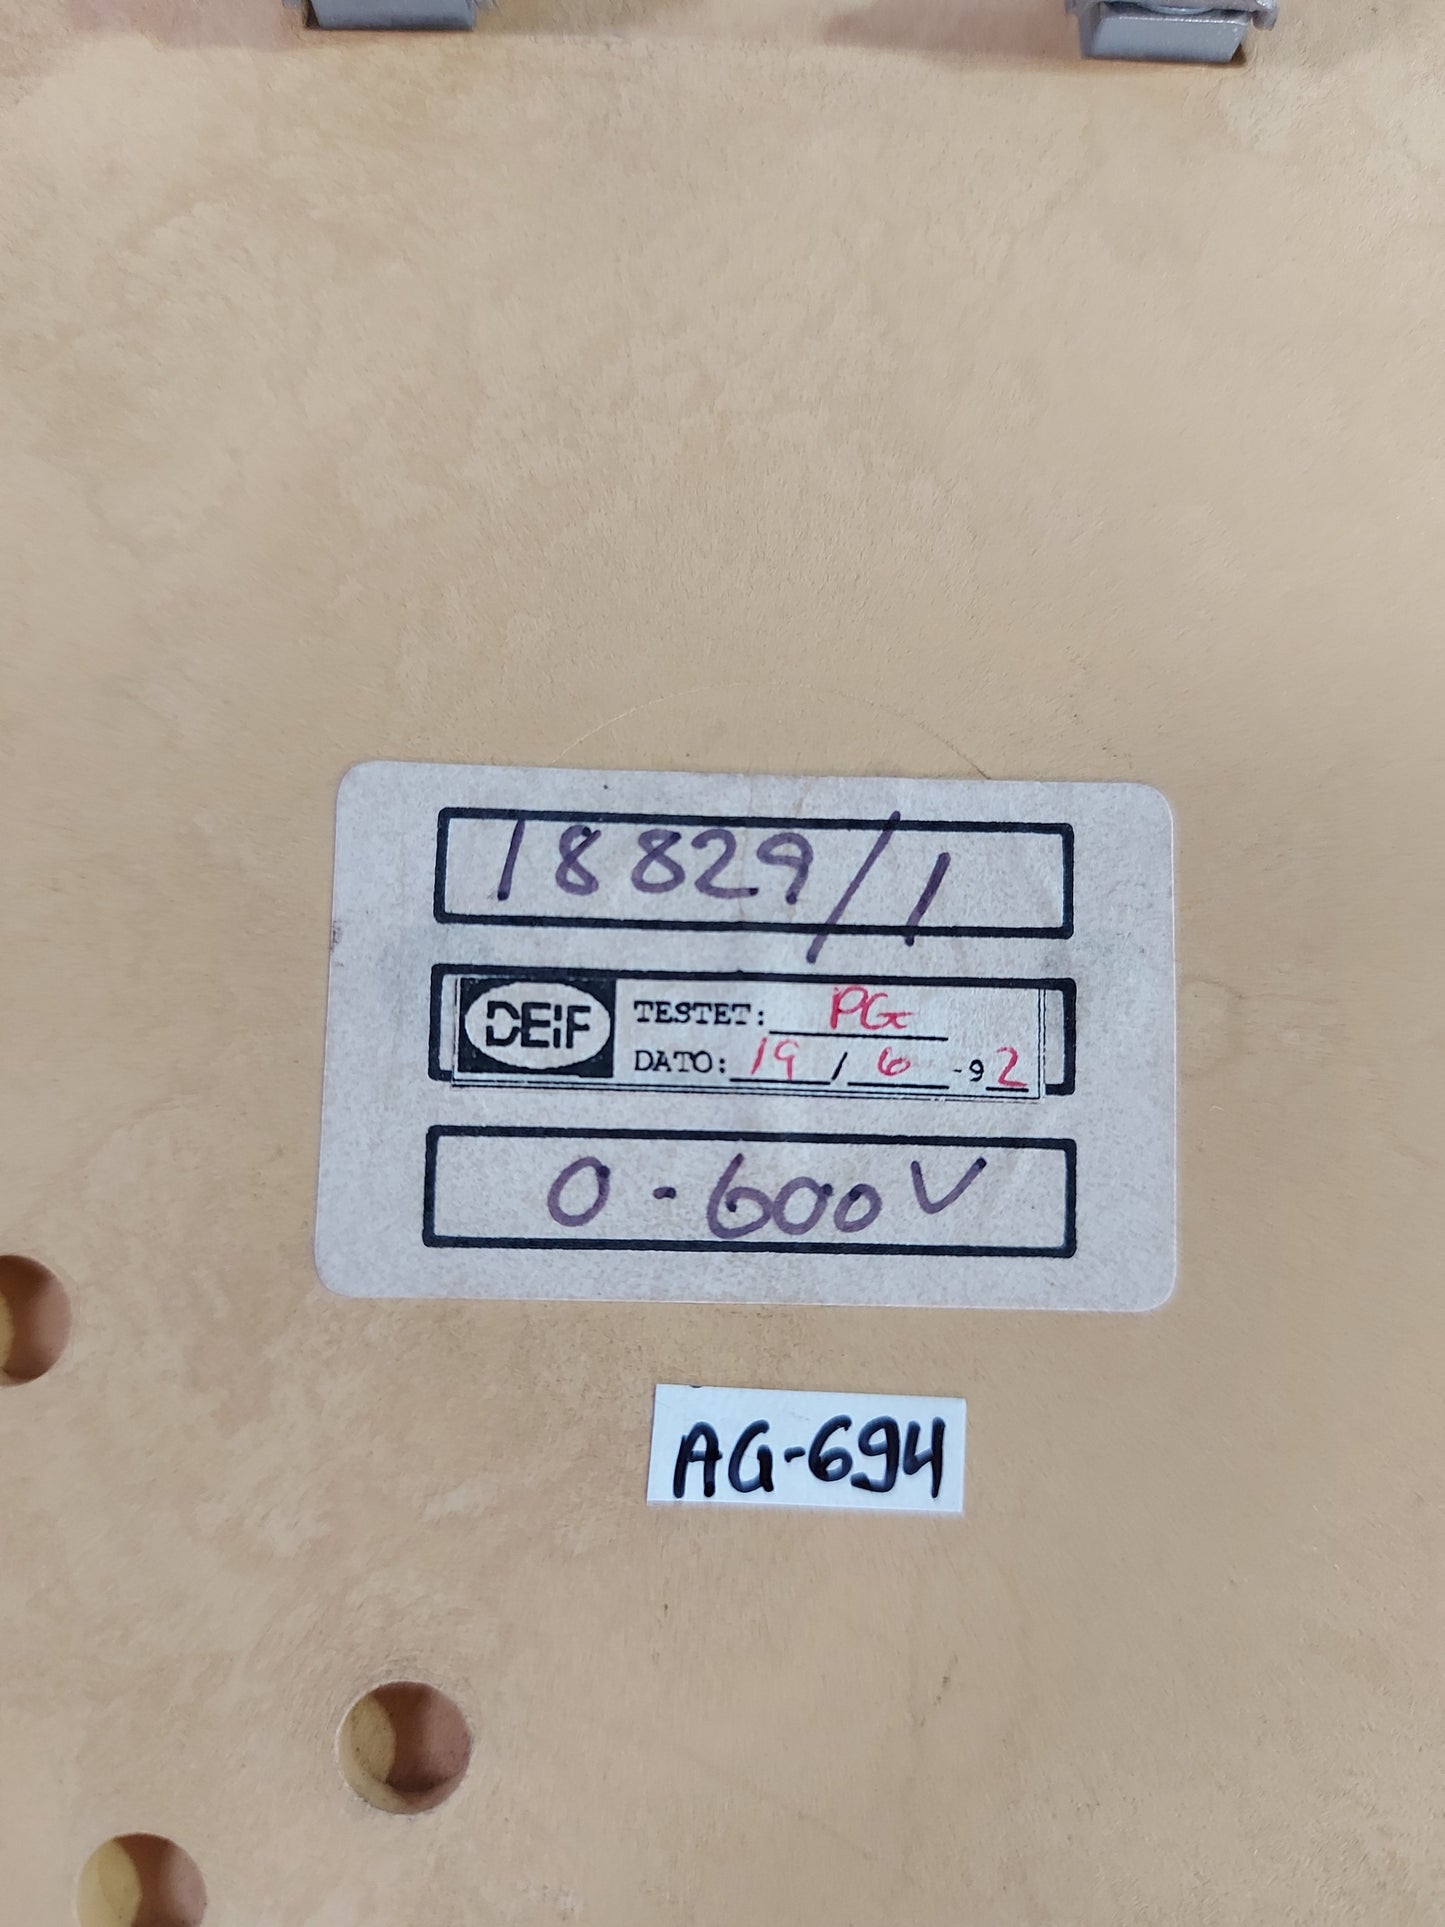 18829/1
DEIF TESTET: PG
DATO: 19 / 6 -92
0-600V
AG-694